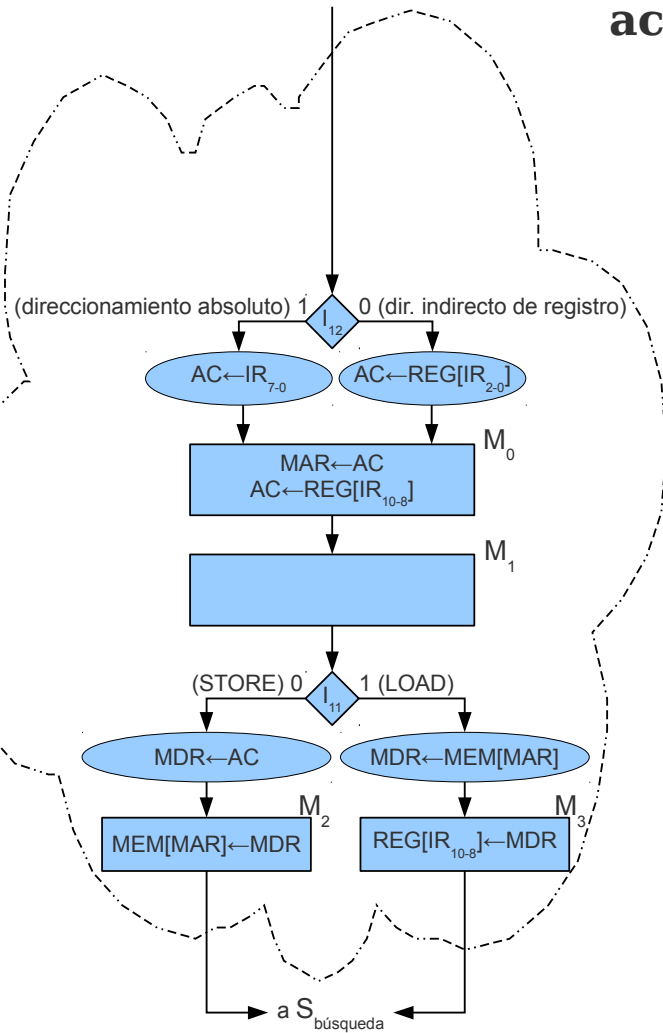 ac
(direccionamiento absoluto) 1 I12 0 (dir. indirecto de registro)
AC←IR7-0
AC←REG[IR2-0]
M0
MAR←AC
AC←REG[IR10-8]
M1
(STORE) 0 I11 1 (LOAD)
MDR←AC
MDR←MEM[MAR]
M2
MEM[MAR]←MDR
M3
REG[IR10-8]←MDR
a Sbúsqueda